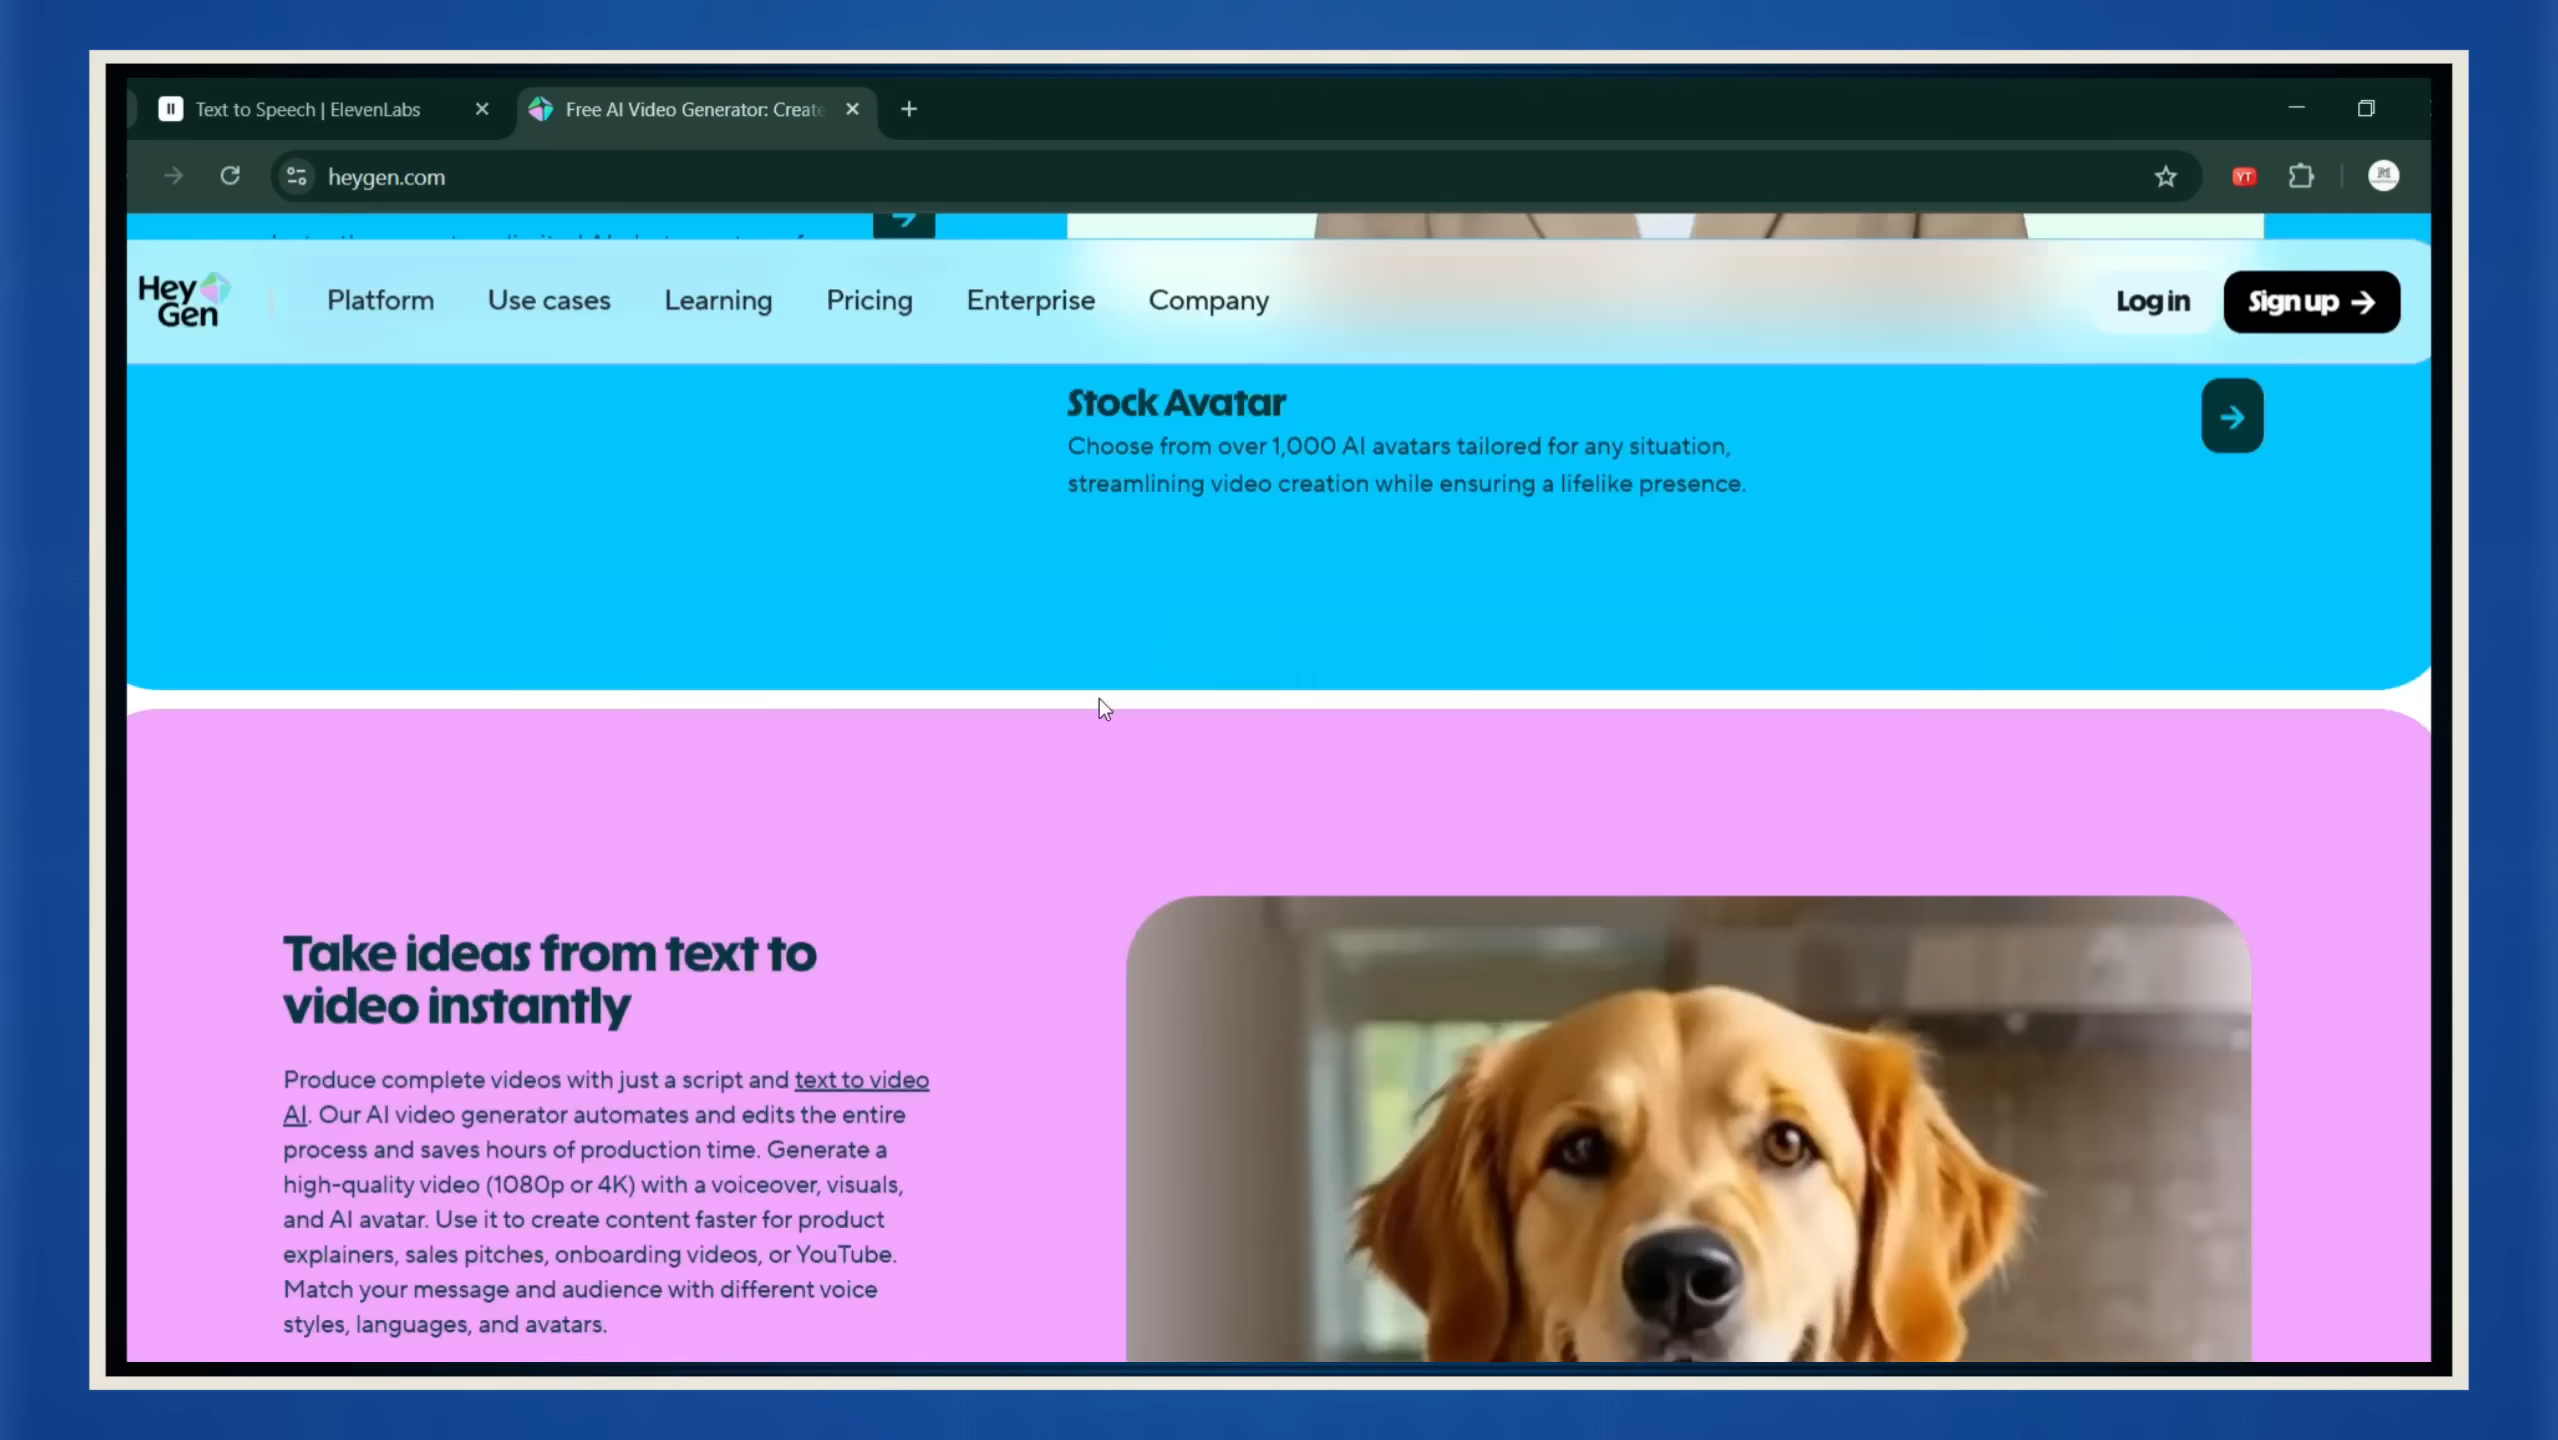 Text to Speech | ElevenLabs
Free AI Video Generator: Create
heygen.com
YT
Hey
Gen
Platform
Use cases
Learning
Pricing
Enterprise
Company
Log in
Sign up
Stock Avatar
Choose from over 1,000 AI avatars tailored for any situation,
streamlining video creation while ensuring a lifelike presence.
Take ideas from text to
video instantly
Produce complete videos with just a script and text to video
AI. Our AI video generator automates and edits the entire
process and saves hours of production time. Generate a
high-quality video (1080p or 4K) with a voiceover, visuals,
and AI avatar. Use it to create content faster for product
explainers, sales pitches, onboarding videos, or YouTube.
Match your message and audience with different voice
styles, languages, and avatars.